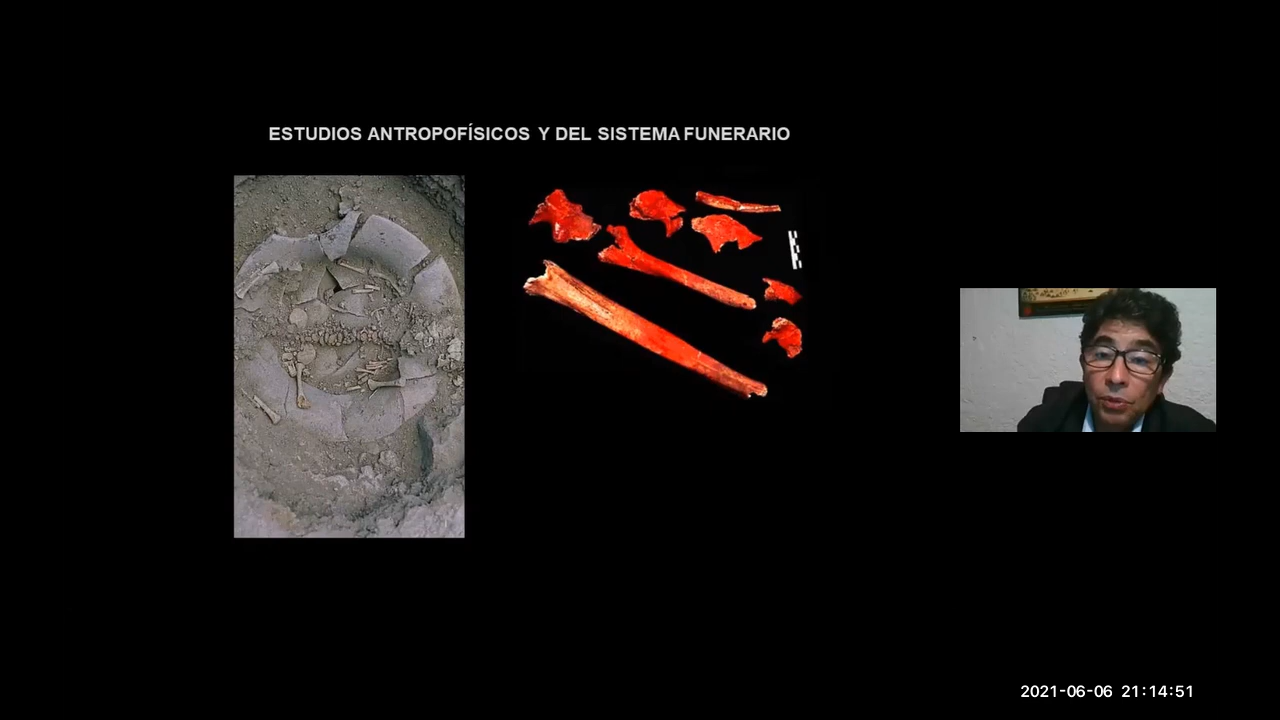 ESTUDIOS ANTROPOFÍSICOS Y DEL SISTEMA FUNERARIO
2021-06-06 21:14:51